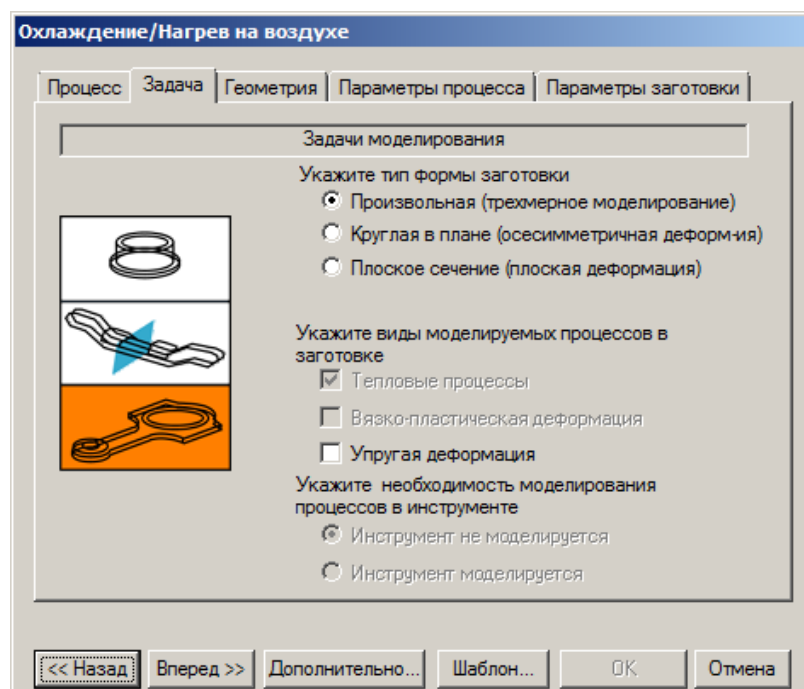 Охлаждение/Нагрев на воздухе
Процесс Задача Геометрия Параметры процесса Параметры заготовки
Задачи моделирования
Укажите тип формы заготовки
Произвольная (трехмерное моделирование)
Круглая в плане (осесимметричная деформ-ия)
Плоское сечение (плоская деформация)
Укажите виды моделируемых процессов в
заготовке
Тепловые процессы
Вязко-пластическая деформация
Упругая деформация
Укажите необходимость моделирования
процессов в инструменте
Инструмент не моделируется
Инструмент моделируется
<< Назад Вперед >> Дополнительно... Шаблон... OK Отмена